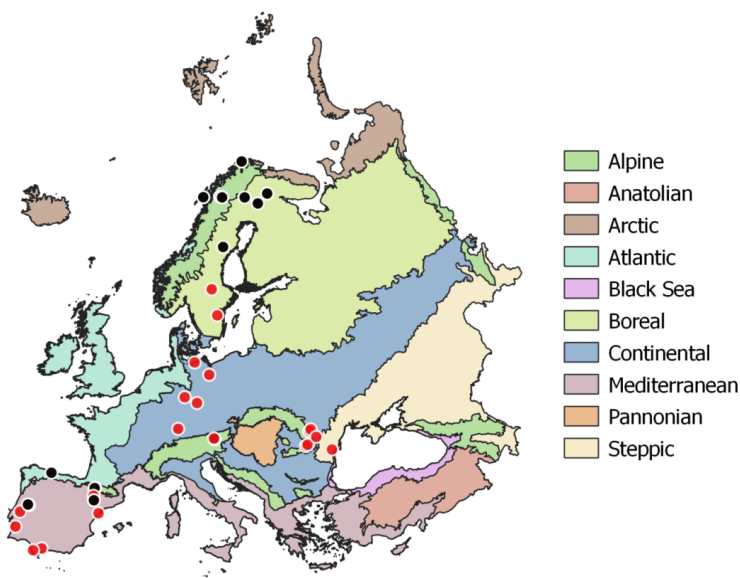 Alpine
Anatolian
Arctic
Atlantic
Black Sea
Boreal
Continental
Mediterranean
Pannonian
Steppic